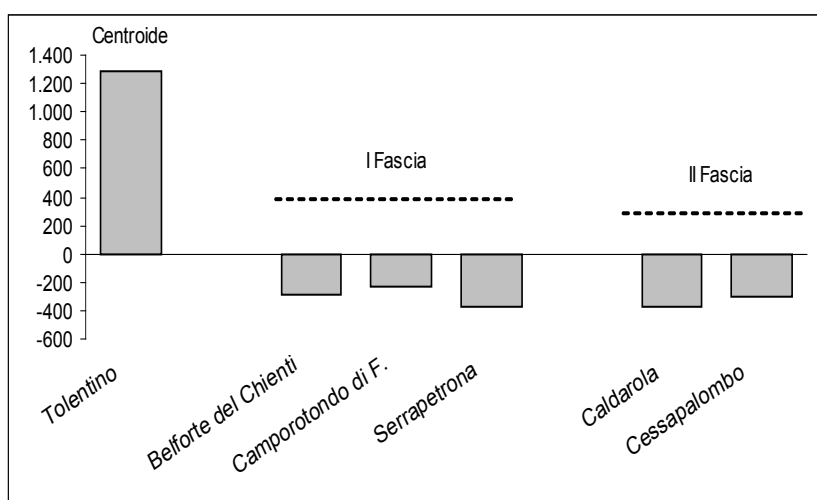 Centroide
1.400
1.200
1.000
800
600
400
200
0
-200
-400
-600
I Fascia
II Fascia
Tolentino
Belforte del Chienti
Camporotondo di F.
Serrapetrona
Caldarola
Cessapalombo